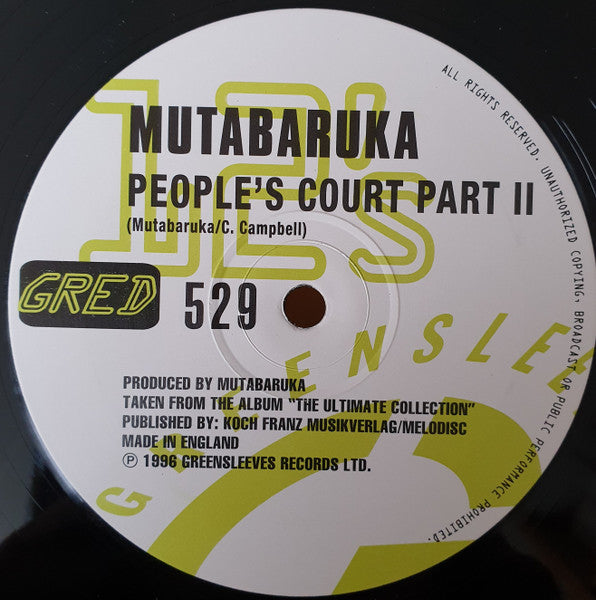 12's
MUTABARUKA
PEOPLE'S COURT PART II
(Mutabaruka/C. Campbell)
GRED 529
PRODUCED BY MUTABARUKA
TAKEN FROM THE ALBUM "THE ULTIMATE COLLECTION"
PUBLISHED BY: KOCH FRANZ MUSIKVERLAG/MELODISC
MADE IN ENGLAND
℗ 1996 GREENSLEEVES RECORDS LTD.
ALL RIGHTS RESERVED. UNAUTHORIZED COPYING, BROADCAST OR PUBLIC PERFORMANCE PROHIBITED.